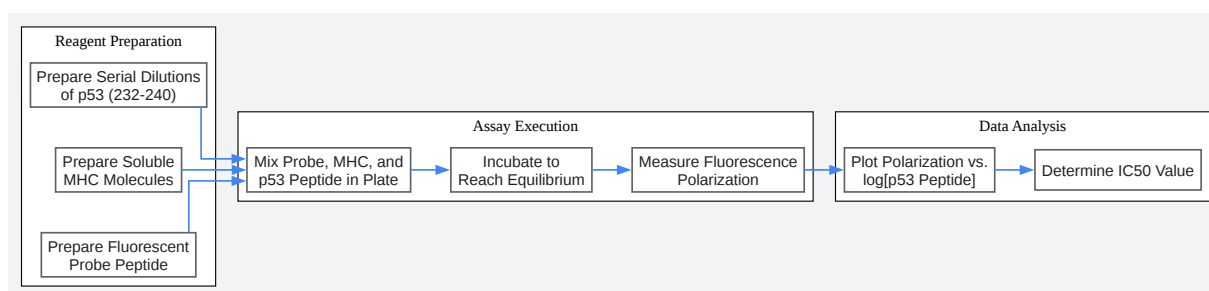 Reagent Preparation
Prepare Serial Dilutions
of p53 (232-240)
Prepare Soluble
MHC Molecules
Prepare Fluorescent
Probe Peptide
Assay Execution
Mix Probe, MHC, and
p53 Peptide in Plate
Incubate to
Reach Equilibrium
Measure Fluorescence
Polarization
Data Analysis
Plot Polarization vs.
log[p53 Peptide]
Determine IC50 Value